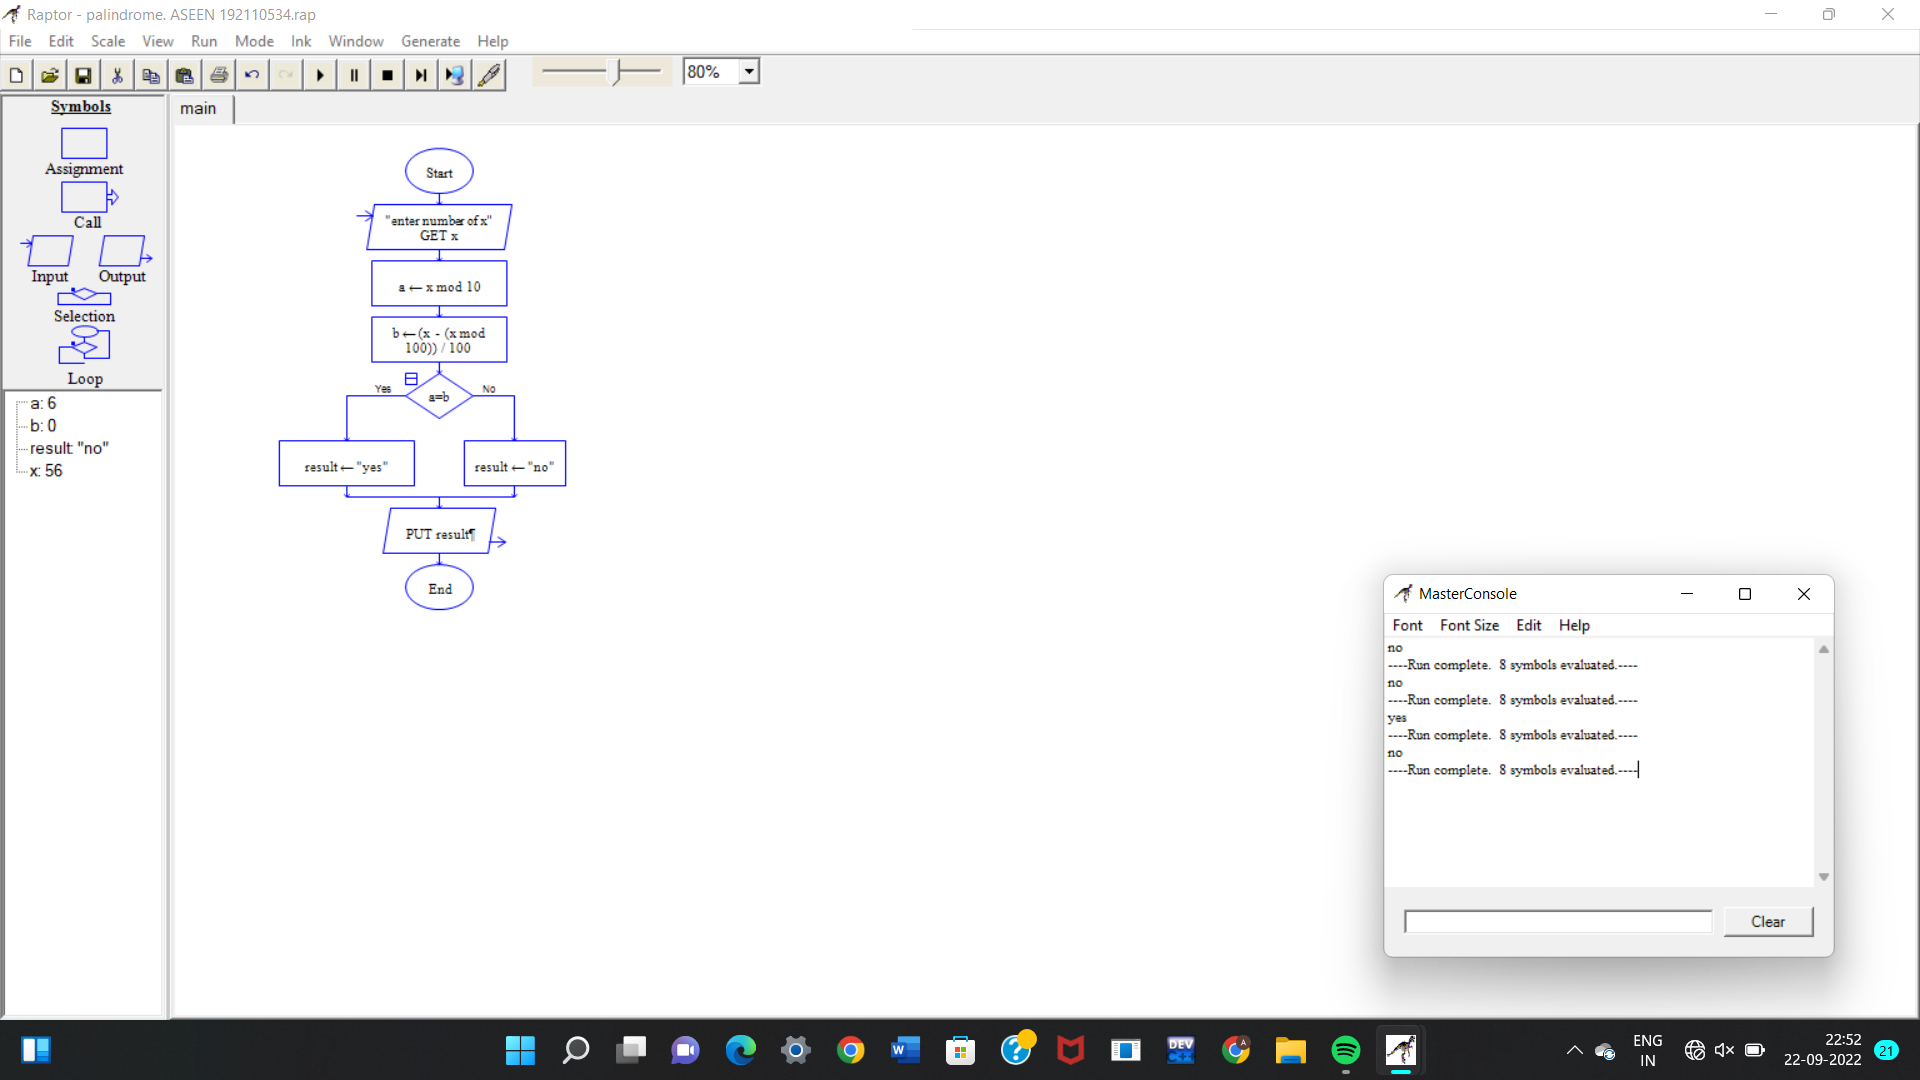 Raptor - palindrome. ASEEN 192110534.rap
File Edit Scale View Run Mode Ink Window Generate Help
80%
Symbols
main
Assignment
Call
Input Output
Selection
Loop
a: 6
b: 0
result: "no"
x: 56
Start
"enter number of x"
GET x
a ← x mod 10
b ← (x - (x mod
100)) / 100
Yes
a=b
No
result ← "yes"
result ← "no"
PUT result¶
End
MasterConsole
Font Font Size Edit Help
no
----Run complete.  8 symbols evaluated.----
no
----Run complete.  8 symbols evaluated.----
yes
----Run complete.  8 symbols evaluated.----
no
----Run complete.  8 symbols evaluated.----
Clear
W
?
DEV
C++
A
ENG
IN
22:52
22-09-2022
21